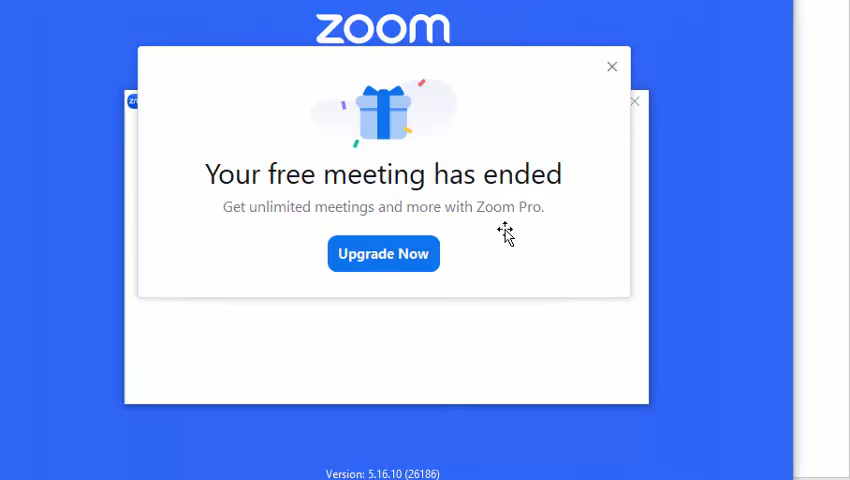 zoom
Your free meeting has ended
Get unlimited meetings and more with Zoom Pro.
Upgrade Now
Version: 5.16.10 (26186)